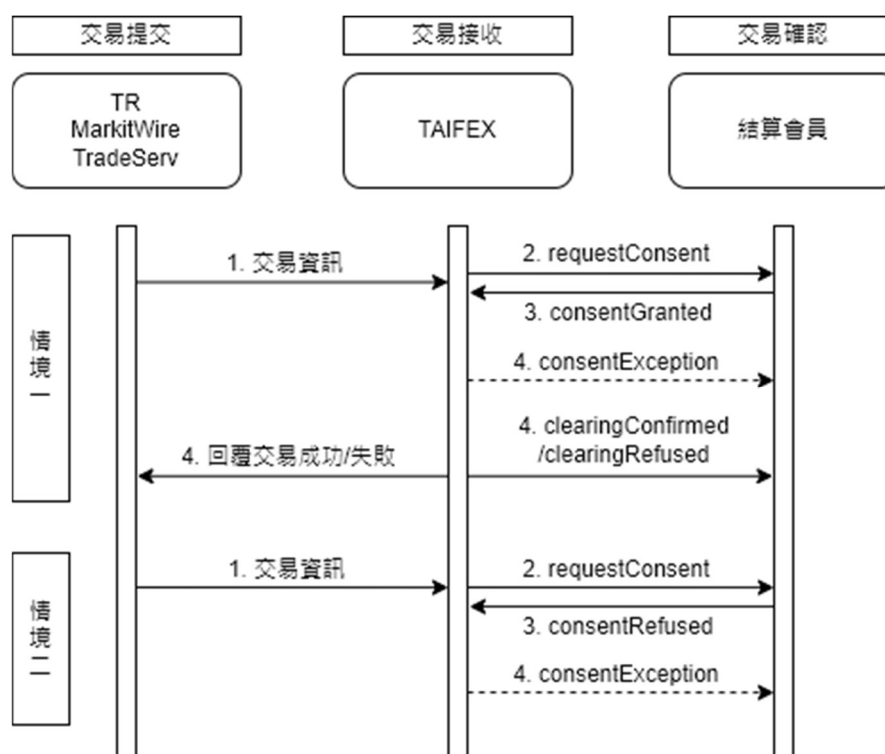 交易提交
交易接收
交易確認
TR
MarkitWire
TradeServ
TAIFEX
結算會員
情
境
一
1. 交易資訊
2. requestConsent
3. consentGranted
4. consentException
4. 回覆交易成功/失敗
4. clearingConfirmed
/clearingRefused
情
境
二
1. 交易資訊
2. requestConsent
3. consentRefused
4. consentException